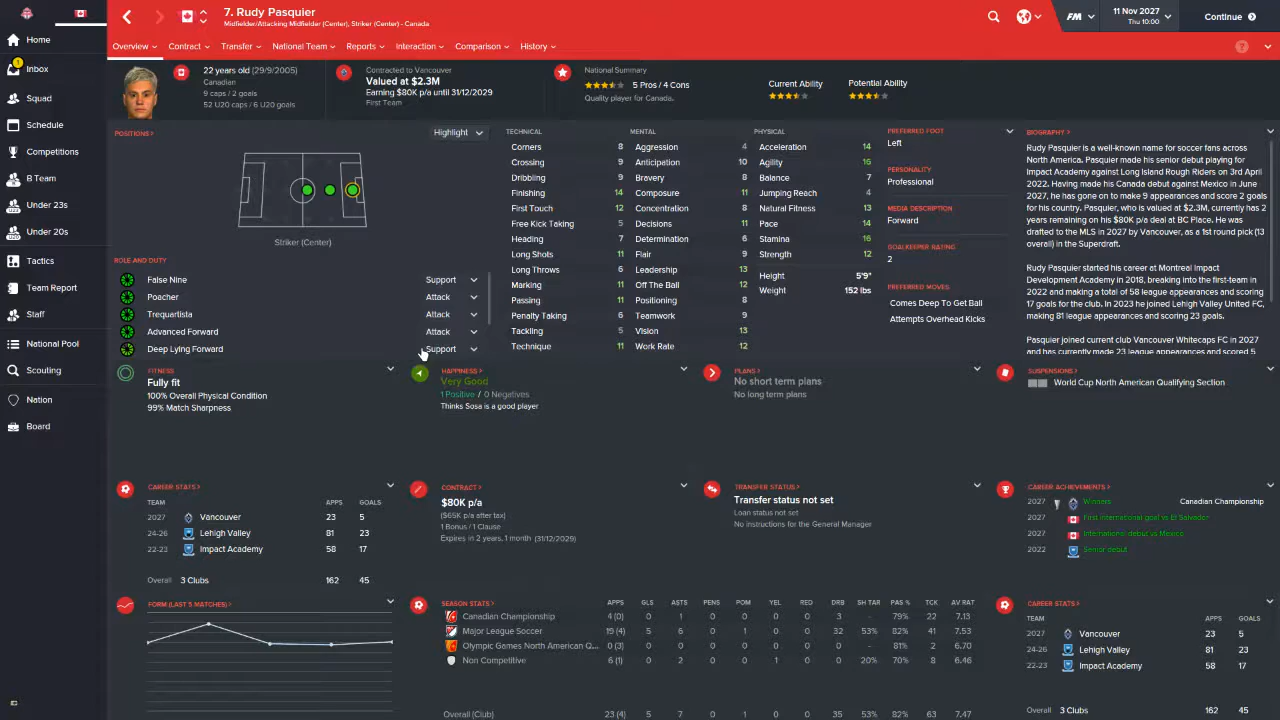 7. Rudy Pasquier
Midfielder/Attacking Midfielder (Center), Striker (Center) - Canada
FM
11 Nov 2027
Thu 10:00
Continue
Overview
Contract
Transfer
National Team
Reports
Interaction
Comparison
History
Home
1
Inbox
Squad
Schedule
Competitions
B Team
Under 23s
Under 20s
Tactics
Team Report
Staff
National Pool
Scouting
Nation
Board
22 years old (29/9/2005)
Canadian
9 caps / 2 goals
52 U20 caps / 6 U20 goals
Contracted to Vancouver
Valued at $2.3M
Earning $80K p/a until 31/12/2029
First Team
National Summary
5 Pros / 4 Cons
Quality player for Canada.
Current Ability
Potential Ability
POSITIONS >
Highlight
Striker (Center)
ROLE AND DUTY
False Nine Support
Poacher Attack
Trequartista Attack
Advanced Forward Attack
Deep Lying Forward Support
TECHNICAL
Corners 8
Crossing 9
Dribbling 9
Finishing 14
First Touch 12
Free Kick Taking 5
Heading 7
Long Shots 11
Long Throws 6
Marking 11
Passing 11
Penalty Taking 6
Tackling 5
Technique 11
MENTAL
Aggression 4
Anticipation 10
Bravery 8
Composure 11
Concentration 8
Decisions 11
Determination 6
Flair 9
Leadership 13
Off The Ball 12
Positioning 8
Teamwork 9
Vision 13
Work Rate 12
PHYSICAL
Acceleration 14
Agility 16
Balance 7
Jumping Reach 4
Natural Fitness 13
Pace 14
Stamina 16
Strength 12
Height 5'9"
Weight 152 lbs
PREFERRED FOOT
Left
PERSONALITY
Professional
MEDIA DESCRIPTION
Forward
GOALKEEPER RATING
2
PREFERRED MOVES
Comes Deep To Get Ball
Attempts Overhead Kicks
BIOGRAPHY >
Rudy Pasquier is a well-known name for soccer fans across
North America. Pasquier made his senior debut playing for
Impact Academy against Long Island Rough Riders on 3rd April
2022. Having made his Canada debut against Mexico in June
2027, he has gone on to make 9 appearances and score 2 goals
for his country. Pasquier, who is valued at $2.3M, currently has 2
years remaining on his $80K p/a deal at BC Place. He was
drafted to the MLS in 2027 by Vancouver, as a 1st round pick (13
overall) in the Superdraft.
Rudy Pasquier started his career at Montreal Impact
Development Academy in 2018, breaking into the first-team in
2022 and making a total of 58 league appearances and scoring
17 goals for the club. In 2023 he joined Lehigh Valley United FC,
making 81 league appearances and scoring 23 goals.
Pasquier joined current club Vancouver Whitecaps FC in 2027
and has currently made 23 league appearances and scored 5
FITNESS
Fully fit
100% Overall Physical Condition
99% Match Sharpness
HAPPINESS >
Very Good
1 Positive / 0 Negatives
Thinks Sosa is a good player
PLANS >
No short term plans
No long term plans
SUSPENSIONS >
World Cup North American Qualifying Section
CAREER STATS >
TEAM APPS GOALS
2027 Vancouver 23 5
24-26 Lehigh Valley 81 23
22-23 Impact Academy 58 17
Overall 3 Clubs 162 45
CONTRACT >
$80K p/a
($65K p/a after tax)
1 Bonus / 1 Clause
Expires in 2 years, 1 month (31/12/2029)
TRANSFER STATUS >
Transfer status not set
Loan status not set
No instructions for the General Manager
CAREER ACHIEVEMENTS >
2027 Winners Canadian Championship
2027 First international goal vs El Salvador
2027 International debut vs Mexico
2022 Senior debut
FORM (LAST 5 MATCHES) >
SEASON STATS > APPS GLS ASTS PENS POM YEL RED DRB SH TAR PAS % TCK AV RAT
Canadian Championship 4 (0) 0 1 0 0 0 0 3 - 79% 22 7.13
Major League Soccer 19 (4) 5 6 0 1 0 0 32 53% 82% 41 7.53
Olympic Games North American Q... 0 (3) 0 0 0 0 0 0 0 - 81% 2 6.70
Non Competitive 6 (1) 0 2 0 0 1 0 0 20% 70% 8 6.46
Overall (Club) 23 (4) 5 7 0 1 0 0 35 53% 82% 63 7.47
CAREER STATS >
TEAM APPS GOALS
2027 Vancouver 23 5
24-26 Lehigh Valley 81 23
22-23 Impact Academy 58 17
Overall 3 Clubs 162 45